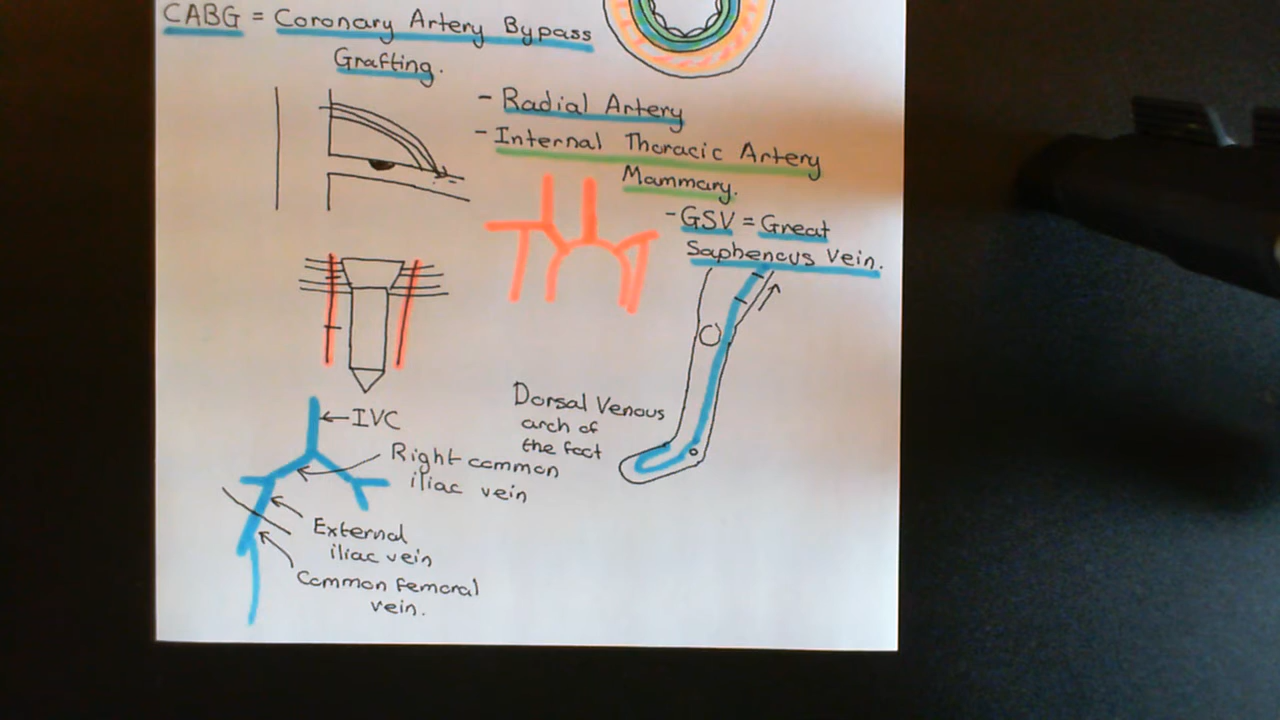 CABG = Coronary Artery Bypass
Grafting.
- Radial Artery
- Internal Thoracic Artery
Mammary.
- GSV = Great
Saphenous Vein.
Dorsal Venous
arch of
the foot
IVC
Right common
iliac vein
External
iliac vein
Common femoral
vein.